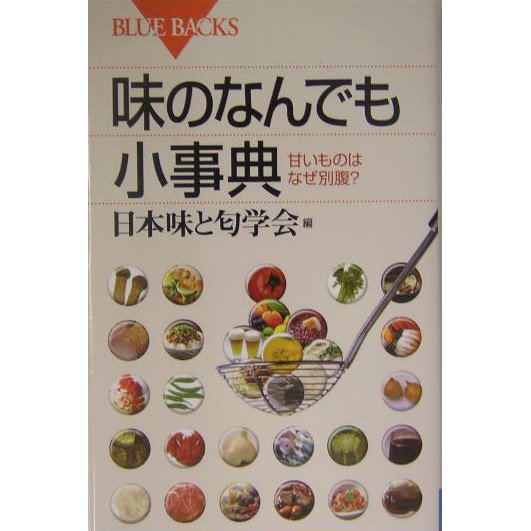 BLUE BACKS
味のなんでも
小事典
甘いものは
なぜ別腹?
日本味と匂学会 編